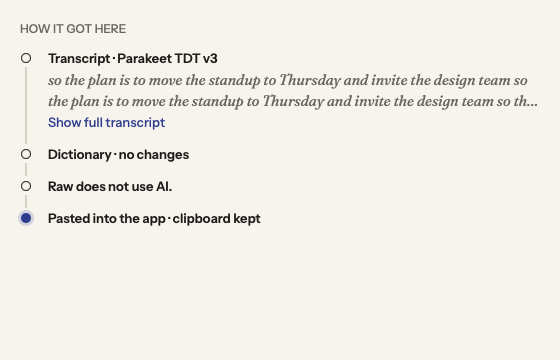 HOW IT GOT HERE
Transcript · Parakeet TDT v3
so the plan is to move the standup to Thursday and invite the design team so
the plan is to move the standup to Thursday and invite the design team so th...
Show full transcript
Dictionary · no changes
Raw does not use AI.
Pasted into the app · clipboard kept